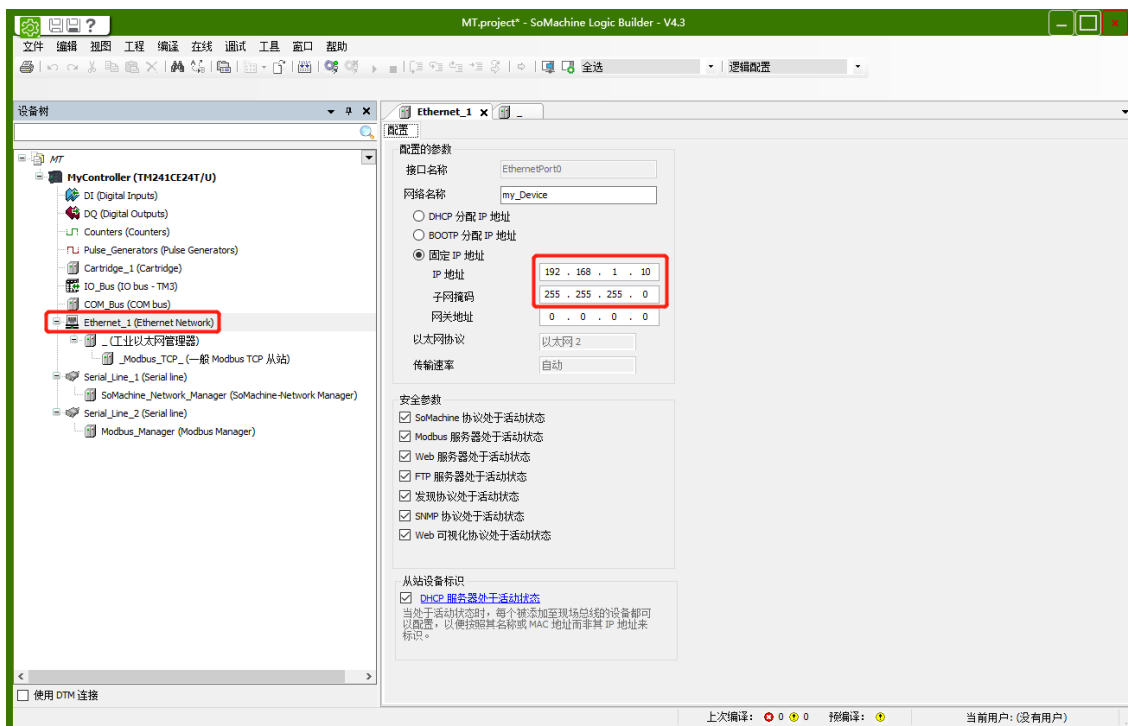 MT.project* - SoMachine Logic Builder - V4.3
文件 编辑 视图 工程 编译 在线 调试 工具 窗口 帮助
全选 逻辑配置
设备树
Ethernet_1
_
配置
MT
MyController (TM241CE24T/U)
DI (Digital Inputs)
DQ (Digital Outputs)
Counters (Counters)
Pulse_Generators (Pulse Generators)
Cartridge_1 (Cartridge)
IO_Bus (IO bus - TM3)
COM_Bus (COM bus)
Ethernet_1 (Ethernet Network)
_ (工业以太网管理器)
_Modbus_TCP_ (一般 Modbus TCP 从站)
Serial_Line_1 (Serial line)
SoMachine_Network_Manager (SoMachine-Network Manager)
Serial_Line_2 (Serial line)
Modbus_Manager (Modbus Manager)
使用 DTM 连接
配置的参数
接口名称 EthernetPort0
网络名称 my_Device
DHCP 分配 IP 地址
BOOTP 分配 IP 地址
固定 IP 地址
IP 地址 192 . 168 . 1 . 10
子网掩码 255 . 255 . 255 . 0
网关地址 0 . 0 . 0 . 0
以太网协议 以太网 2
传输速率 自动
安全参数
SoMachine 协议处于活动状态
Modbus 服务器处于活动状态
Web 服务器处于活动状态
FTP 服务器处于活动状态
发现协议处于活动状态
SNMP 协议处于活动状态
Web 可视化协议处于活动状态
从站设备标识
DHCP 服务器处于活动状态
当处于活动状态时，每个被添加至现场总线的设备都可
以配置，以便按照其名称或 MAC 地址而非其 IP 地址来
标识。
上次编译: 0 0 预编译: 当前用户: (没有用户)